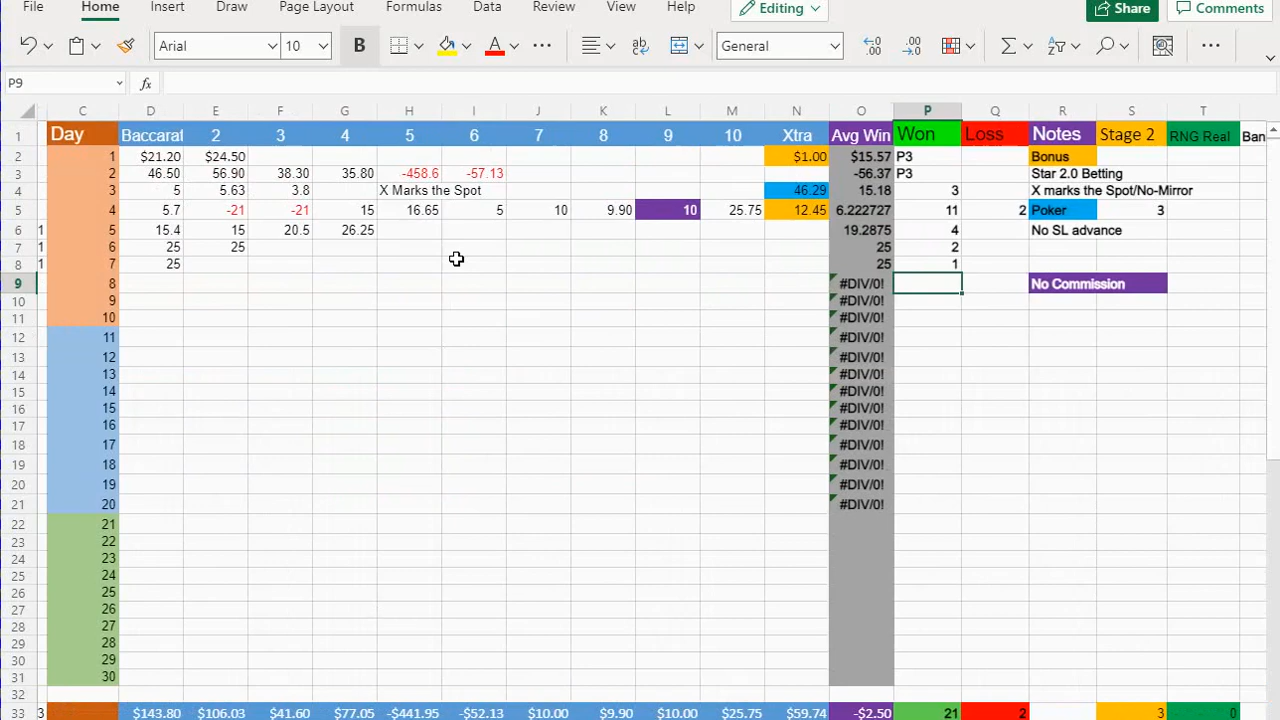 File Home Insert Draw Page Layout Formulas Data Review View Help Editing Share Comments
Arial 10 B A General
P9 fx
C D E F G H I J K L M N O P Q R S T
1 Day Baccarat 2 3 4 5 6 7 8 9 10 Xtra Avg Win Won Loss Notes Stage 2 RNG Real Ban
2 1 $21.20 $24.50 $1.00 $15.57 P3 Bonus
3 2 46.50 56.90 38.30 35.80 -458.6 -57.13 -56.37 P3 Star 2.0 Betting
4 3 5 5.63 3.8 X Marks the Spot 46.29 15.18 3 X marks the Spot/No-Mirror
5 4 5.7 -21 -21 15 16.65 5 10 9.90 10 25.75 12.45 6.222727 11 2 Poker 3
6 1 5 15.4 15 20.5 26.25 19.2875 4 No SL advance
7 1 6 25 25 25 2
8 1 7 25 25 1
9 8 #DIV/0! No Commission
10 9 #DIV/0!
11 10 #DIV/0!
12 11 #DIV/0!
13 12 #DIV/0!
14 13 #DIV/0!
15 14 #DIV/0!
16 15 #DIV/0!
17 16 #DIV/0!
18 17 #DIV/0!
19 18 #DIV/0!
20 19 #DIV/0!
21 20 #DIV/0!
22 21
23 22
24 23
25 24
26 25
27 26
28 27
29 28
30 29
31 30
32
33 3 $143.80 $106.03 $41.60 $77.05 -$441.95 -$52.13 $10.00 $9.90 $10.00 $25.75 $59.74 -$2.50 21 2 3 0